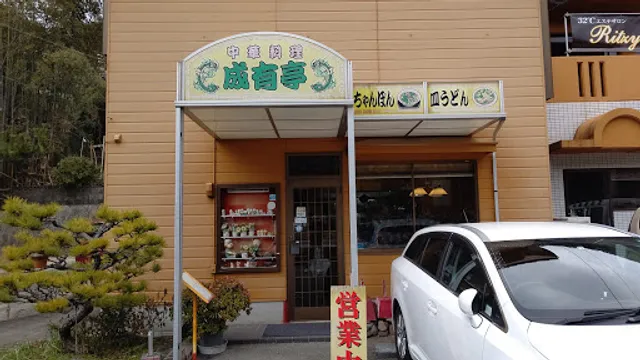 中華料理
成有亭
ちゃんぽん
皿うどん
32℃エステサロン
Ritzy
営業中